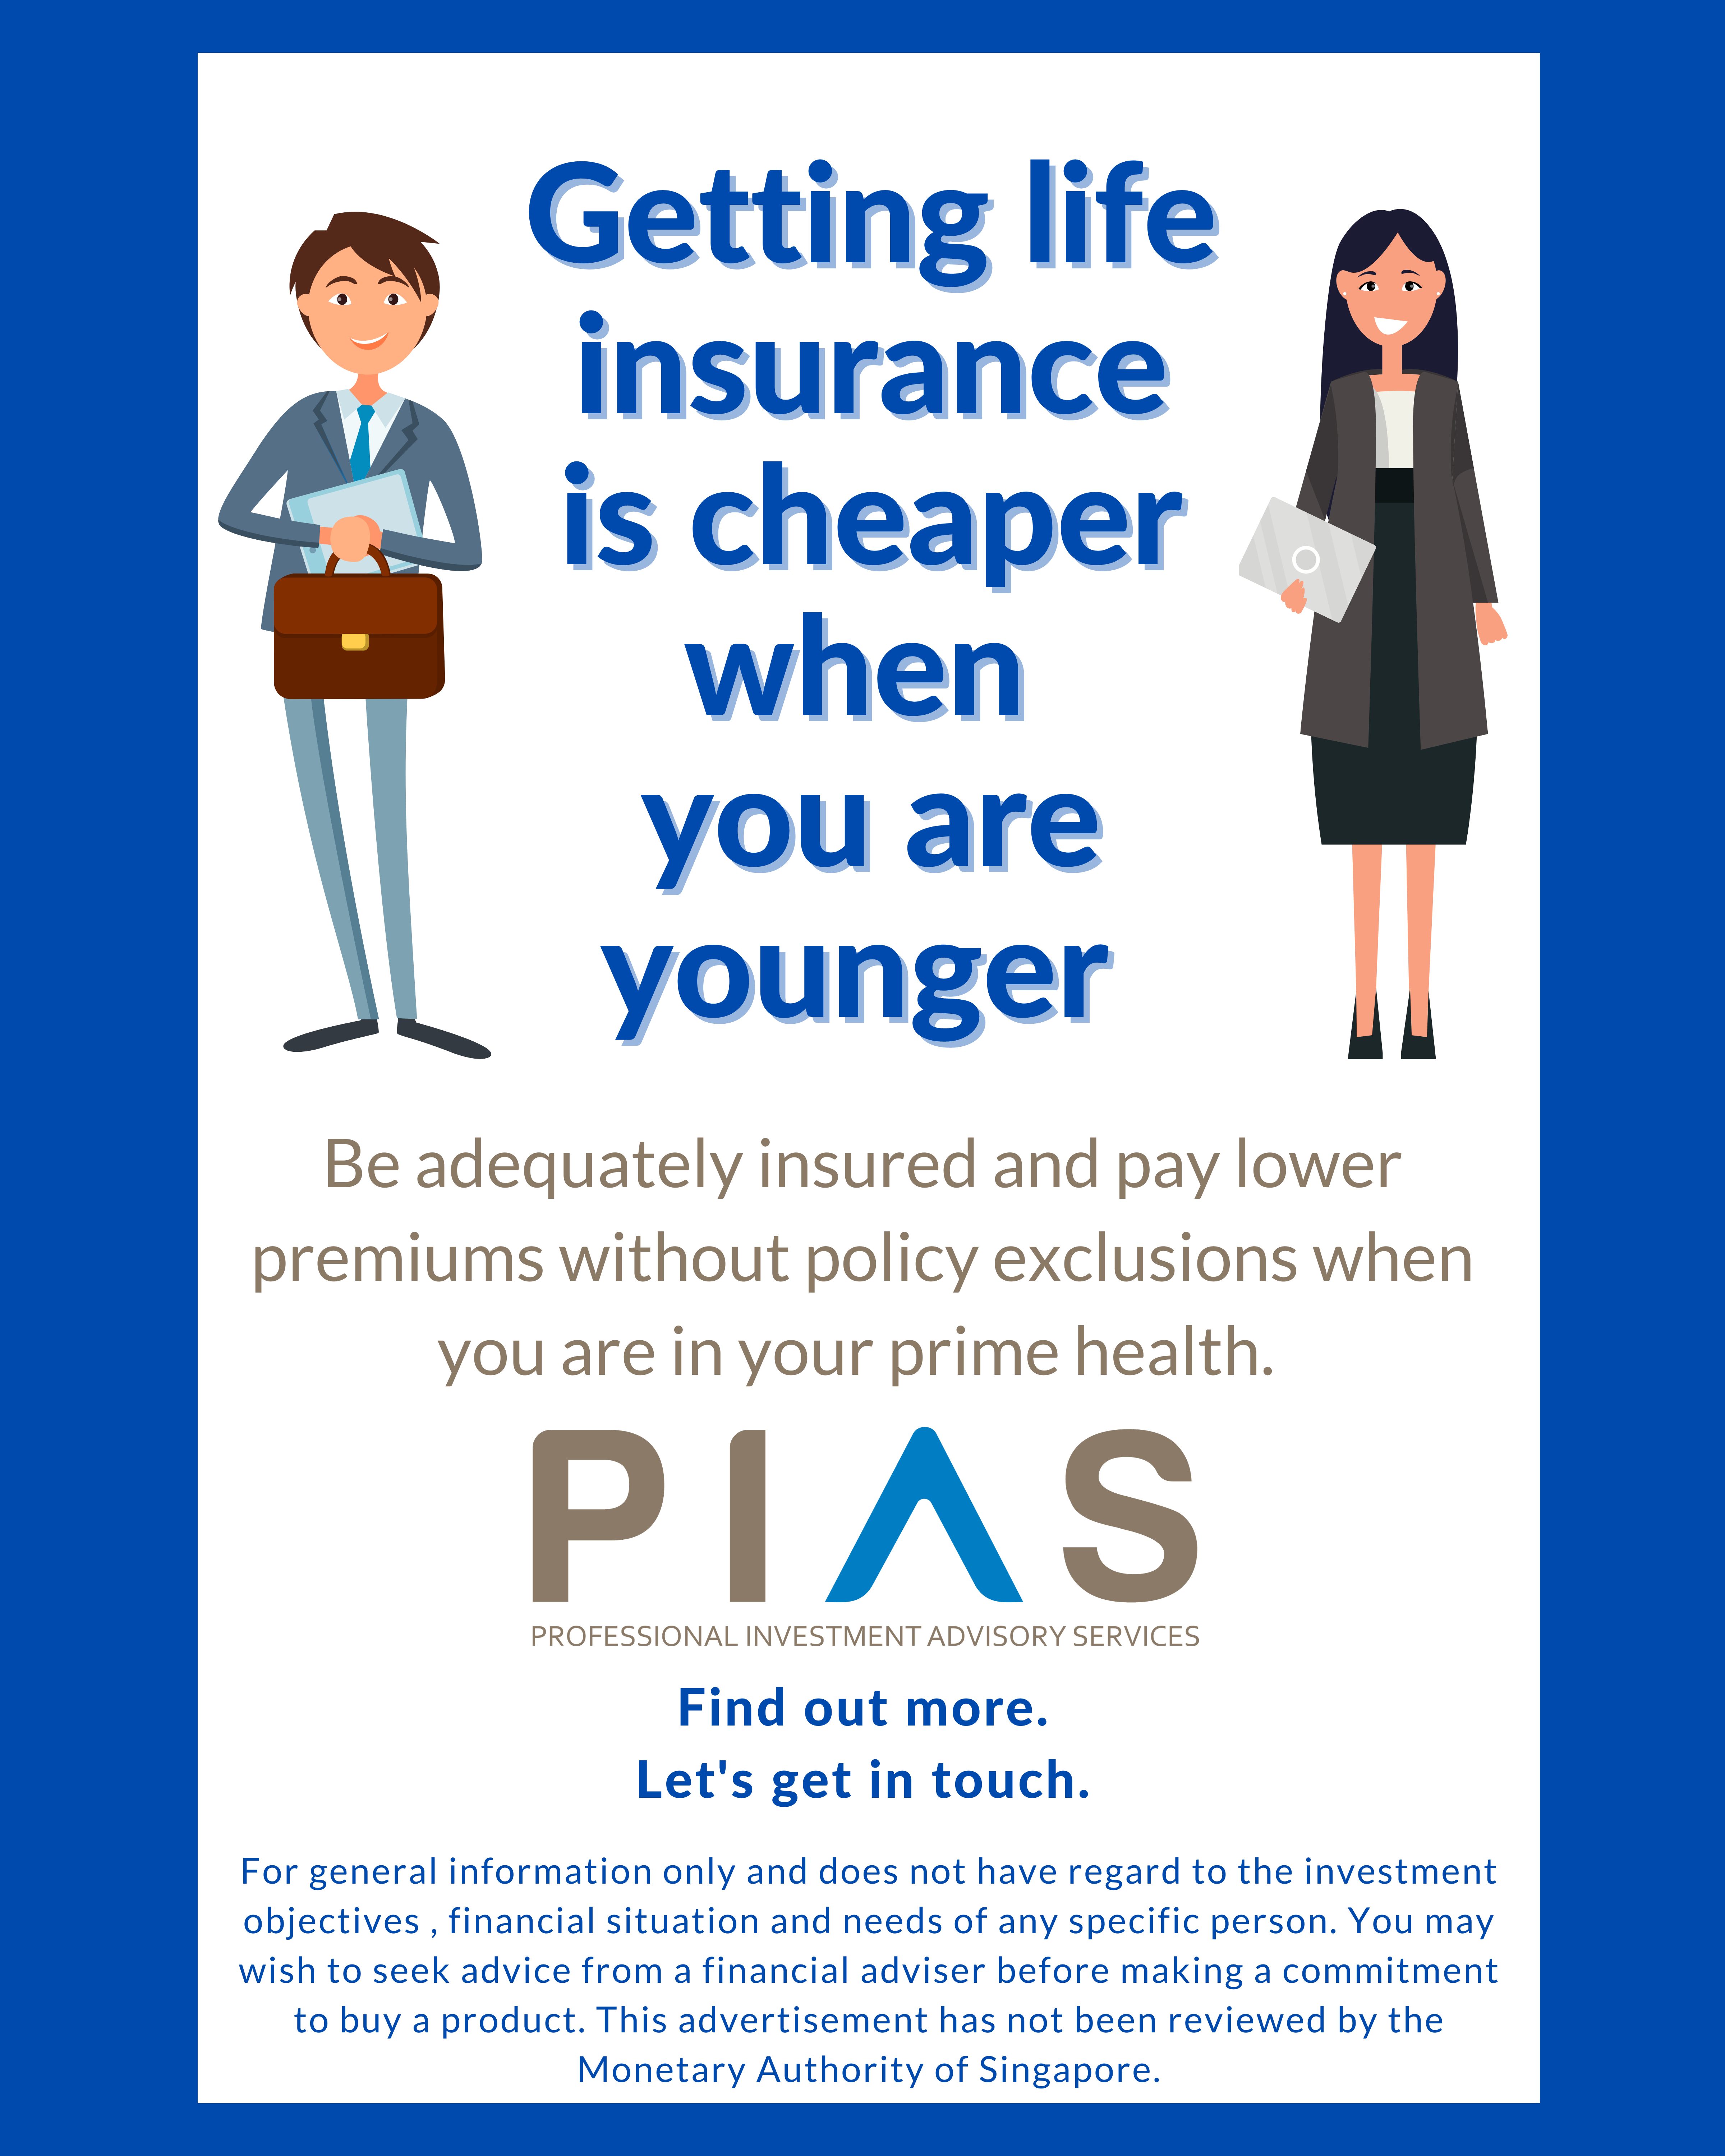 Getting life
insurance
is cheaper
when
you are
younger
Be adequately insured and pay lower
premiums without policy exclusions when
you are in your prime health.
PIAS
PROFESSIONAL INVESTMENT ADVISORY SERVICES
Find out more.
Let's get in touch.
For general information only and does not have regard to the investment
objectives , financial situation and needs of any specific person. You may
wish to seek advice from a financial adviser before making a commitment
to buy a product. This advertisement has not been reviewed by the
Monetary Authority of Singapore.